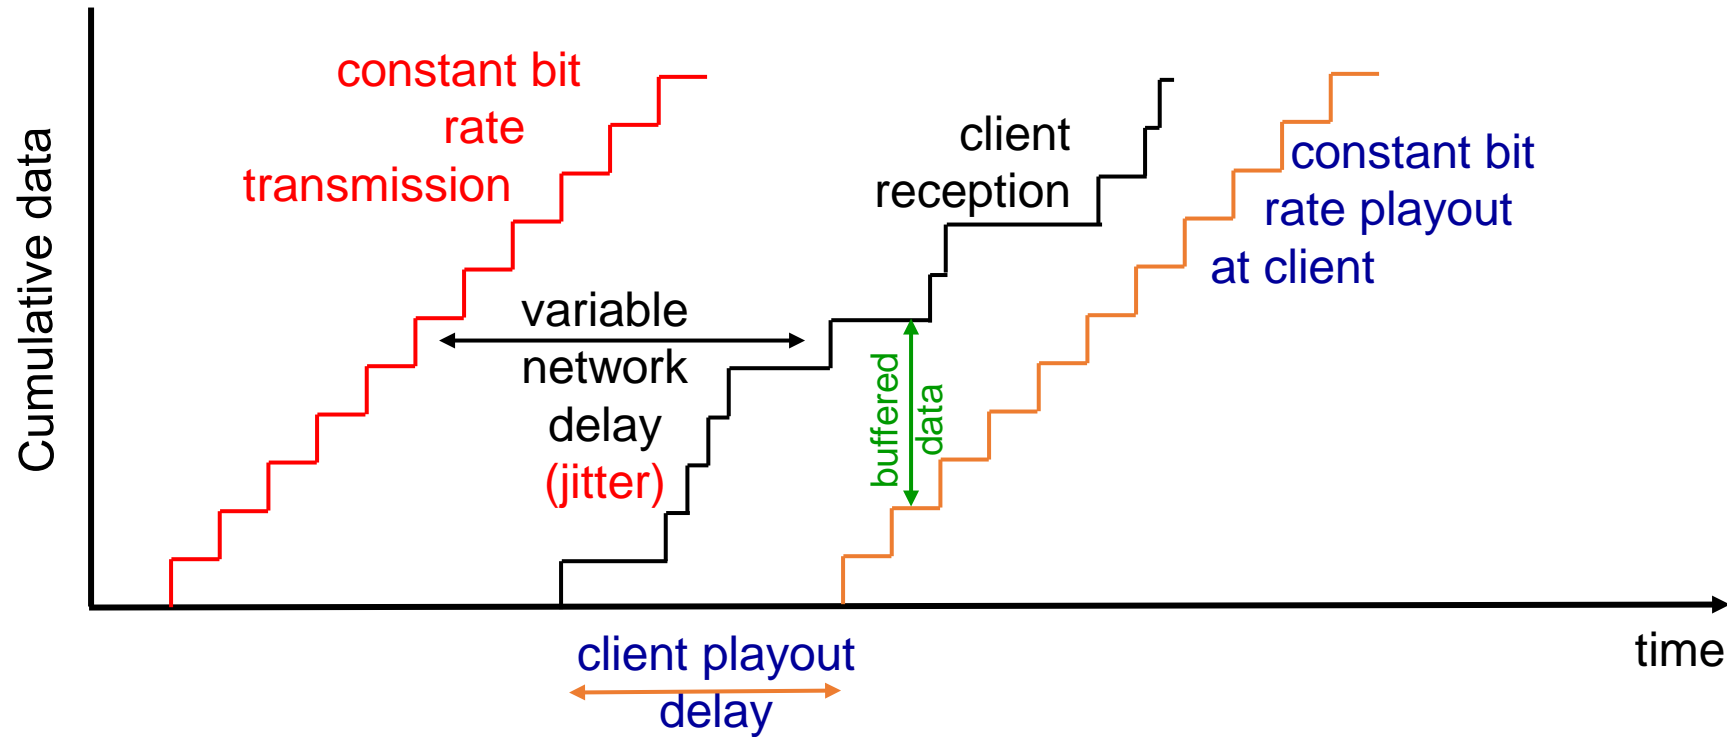 constant bit
rate
transmission
client
reception
constant bit
rate playout
at client
Cumulative data
variable
network
delay
(jitter)
buffered
data
time
client playout
delay